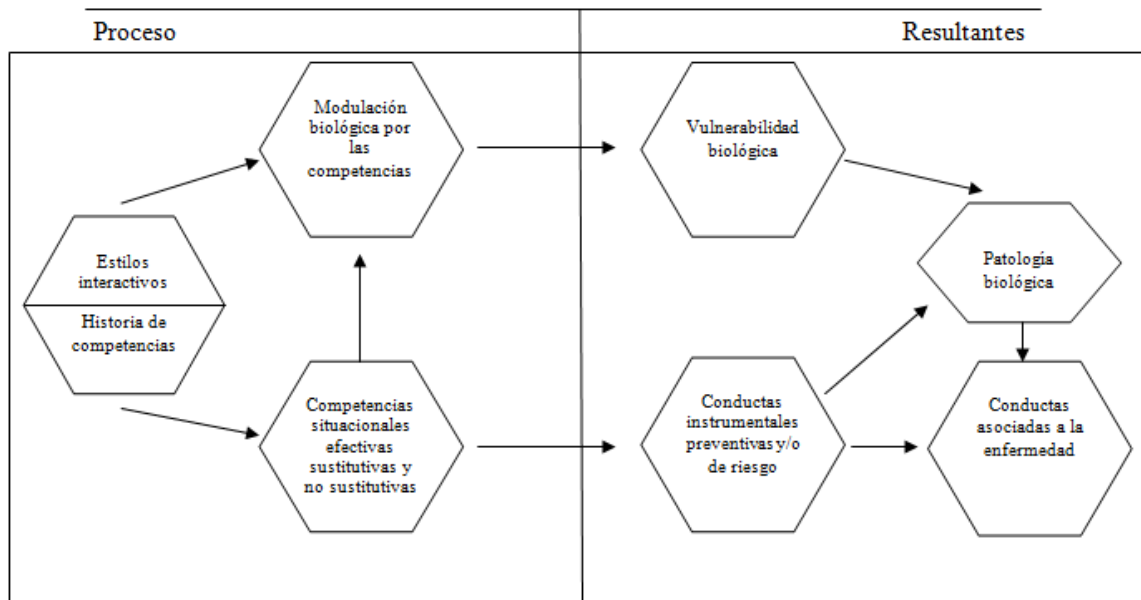 Proceso
Resultantes
Modulación
biológica por
las
competencias
Vulnerabilidad
biológica
Estilos
interactivos
Historia de
competencias
Patología
biológica
Competencias
situacionales
efectivas
sustitutivas y
no sustitutivas
Conductas
instrumentales
preventivas y/o
de riesgo
Conductas
asociadas a la
enfermedad